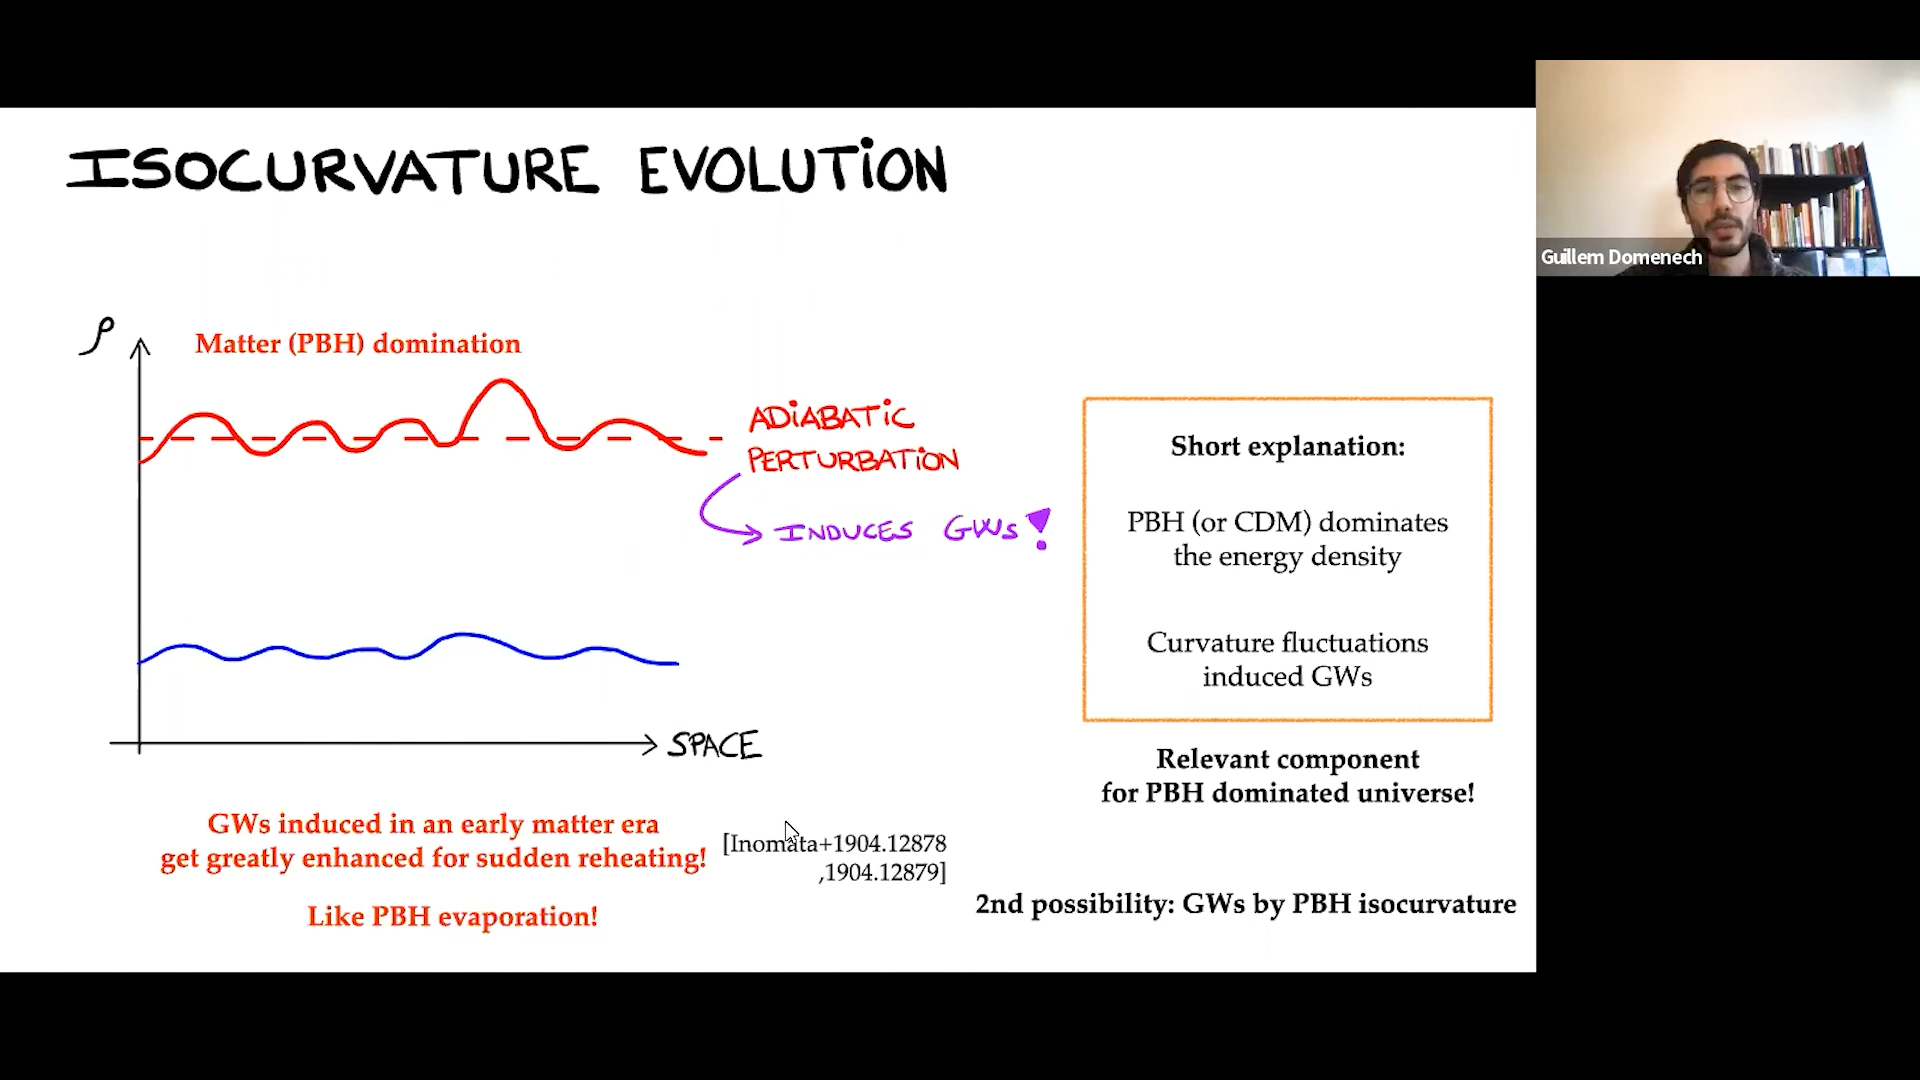 ISOCURVATURE EVOLUTION
Guillem Domenech
ρ
Matter (PBH) domination
ADIABATIC
PERTURBATION
INDUCES GWs!
SPACE
Short explanation:
PBH (or CDM) dominates
the energy density
Curvature fluctuations
induced GWs
Relevant component
for PBH dominated universe!
GWs induced in an early matter era
get greatly enhanced for sudden reheating!
[Inomata+1904.12878
,1904.12879]
Like PBH evaporation!
2nd possibility: GWs by PBH isocurvature